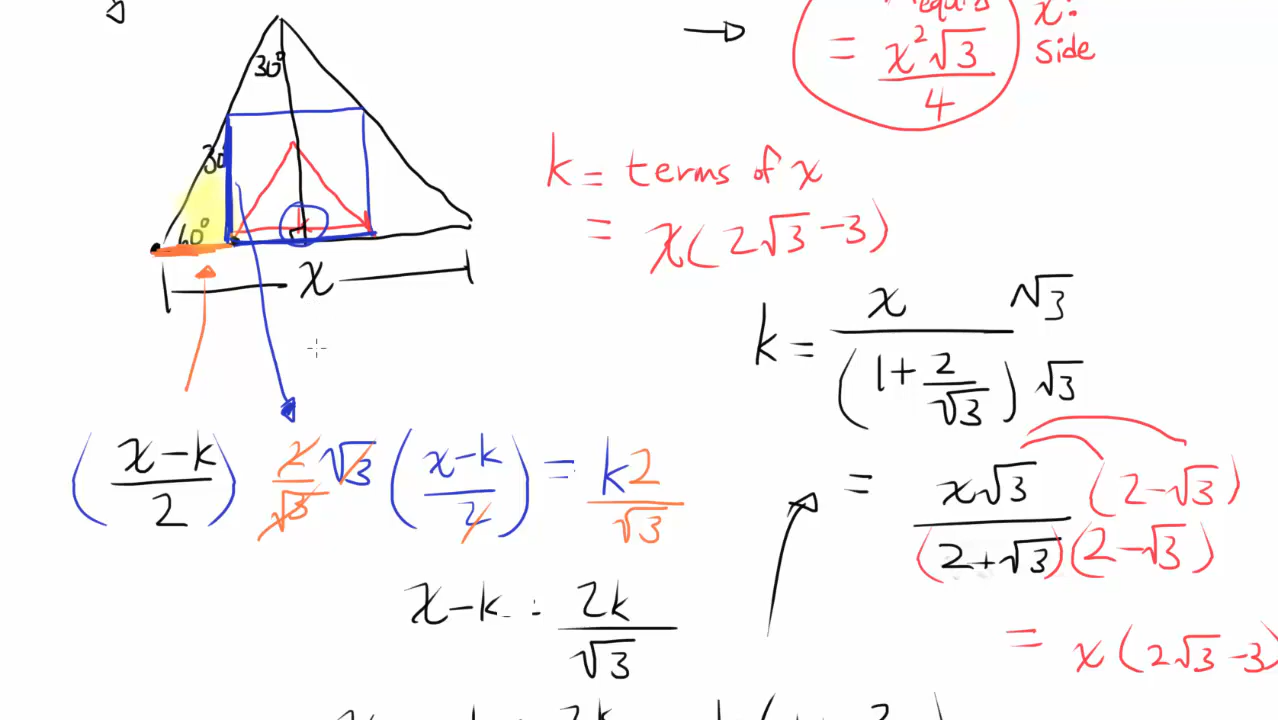 equi
= x²√3 / 4
x:
side
30°
30
60°
k
x
k = terms of x
= x(2√3-3)
k = x √3 / (1+2/√3) √3
((x-k)/2) 2/√3 √3 ((x-k)/2) = k2/√3
= x√3 (2-√3) / (2+√3)(2-√3)
x-k = 2k/√3
= x(2√3-3)